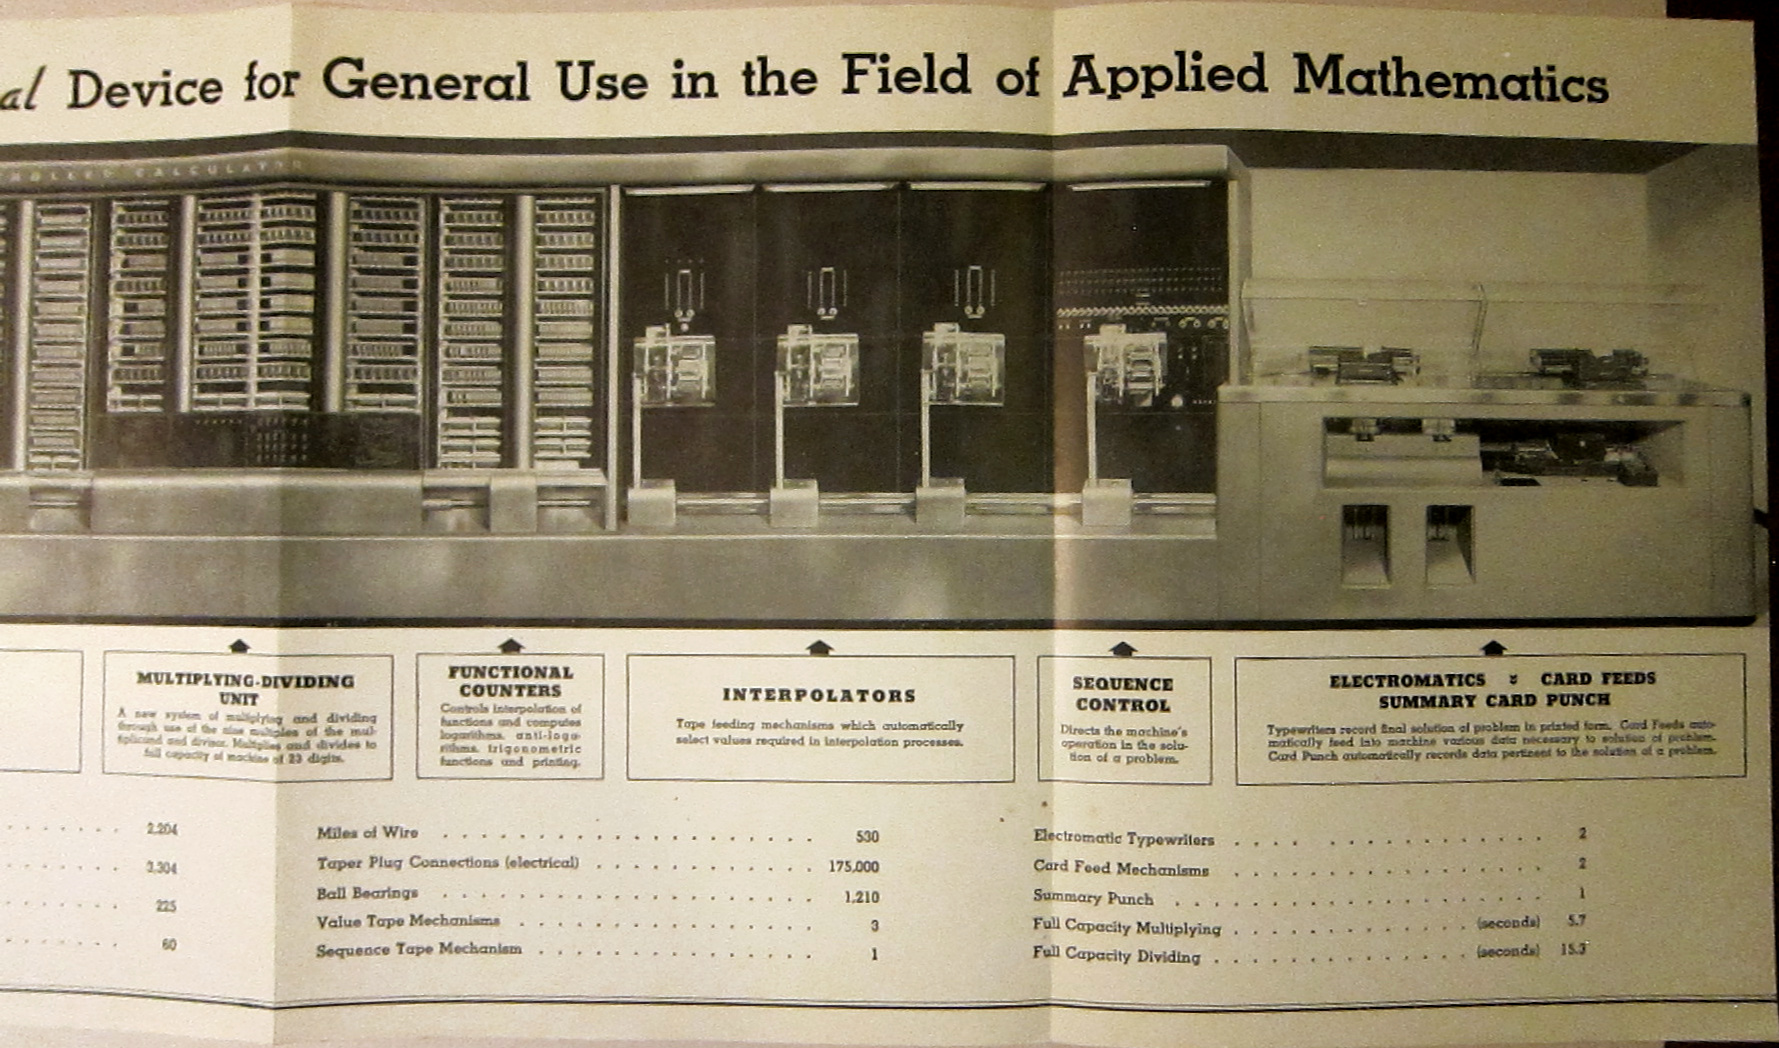 al Device for General Use in the Field of Applied Mathematics
CALCULATOR
MULTIPLYING-DIVIDING
UNIT
A new system of multiplying and dividing
through use of the nine multiples of the mul-
tiplicand and divisor. Multiplies and divides to
full capacity of machine of 23 digits.
FUNCTIONAL
COUNTERS
Controls interpolation of
functions and computes
logarithms, anti-loga-
rithms, trigonometric
functions and printing.
INTERPOLATORS
Tape feeding mechanisms which automatically
select values required in interpolation processes.
SEQUENCE
CONTROL
Directs the machine's
operation in the solu-
tion of a problem.
ELECTROMATICS CARD FEEDS
SUMMARY CARD PUNCH
Typewriters record final solution of problem in printed form. Card Feeds auto-
matically feed into machine various data necessary to solution of problem.
Card Punch automatically records data pertinent to the solution of a problem.
. . . . . . 2,204
. . . . . . 3,304
. . . . . . 225
. . . . . . 60
Miles of Wire . . . . . . . . . . . . . . . . . . 530
Taper Plug Connections (electrical) . . . . . . . . . . . 175,000
Ball Bearings . . . . . . . . . . . . . . . . . . 1,210
Value Tape Mechanisms . . . . . . . . . . . . . . 3
Sequence Tape Mechanism . . . . . . . . . . . . . 1
Electromatic Typewriters . . . . . . . . . . . . . . 2
Card Feed Mechanisms . . . . . . . . . . . . . . 2
Summary Punch . . . . . . . . . . . . . . . . . 1
Full Capacity Multiplying . . . . . . . . . . . (seconds) 5.7
Full Capacity Dividing . . . . . . . . . . . . (seconds) 15.3